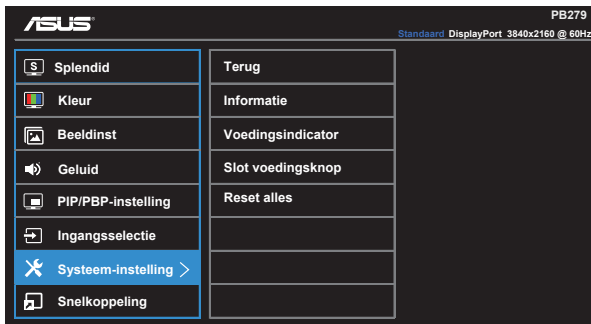 ASUS
PB279
Standaard DisplayPort 3840x2160 @ 60Hz
S Splendid
Kleur
Beeldinst
Geluid
PIP/PBP-instelling
Ingangsselectie
Systeem-instelling >
Snelkoppeling
Terug
Informatie
Voedingsindicator
Slot voedingsknop
Reset alles